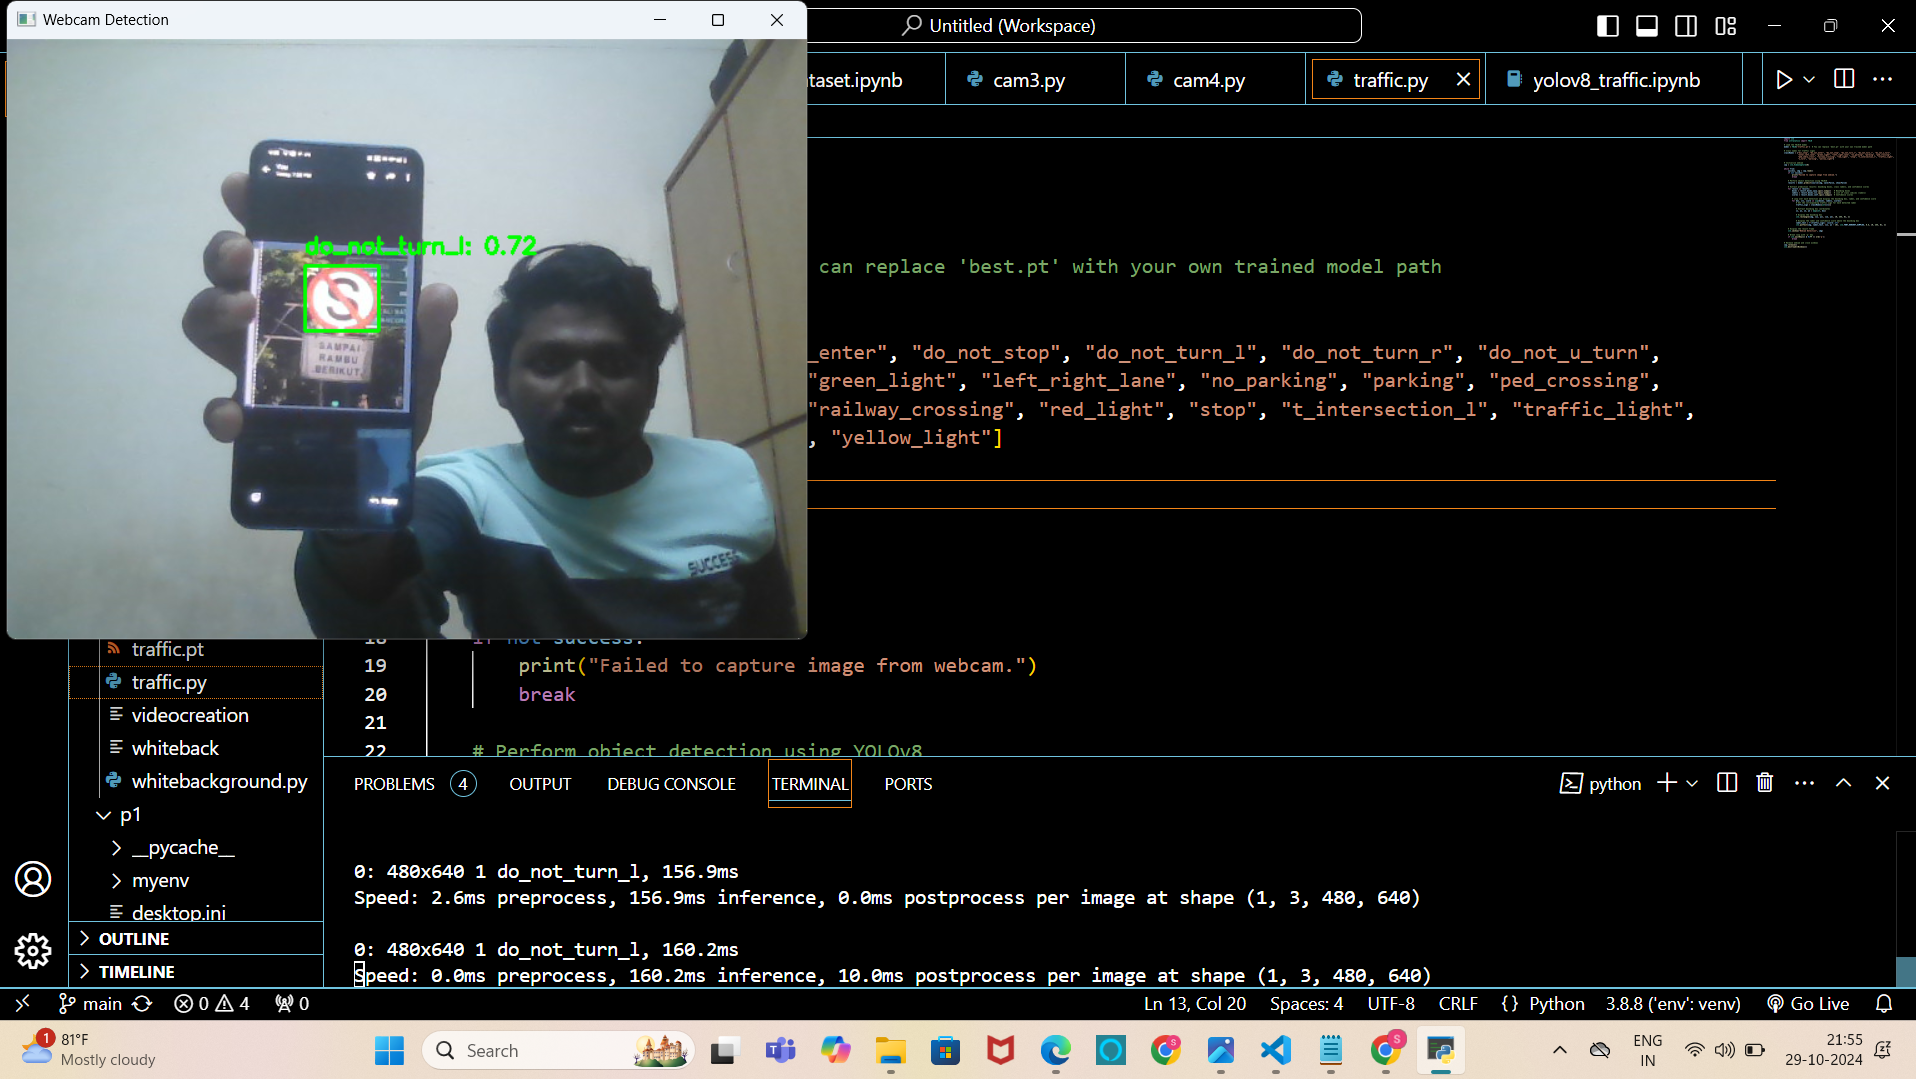 Webcam Detection
Untitled (Workspace)
taset.ipynb
cam3.py
cam4.py
traffic.py
yolov8_traffic.ipynb
do_not_turn_l: 0.72
S
SAMPAI
RAMBU
BERIKUT
SUCCESS
can replace 'best.pt' with your own trained model path
_enter", "do_not_stop", "do_not_turn_l", "do_not_turn_r", "do_not_u_turn",
"green_light", "left_right_lane", "no_parking", "parking", "ped_crossing",
"railway_crossing", "red_light", "stop", "t_intersection_l", "traffic_light",
, "yellow_light"]
18 if not success:
19 print("Failed to capture image from webcam.")
20 break
21
22 # Perform object detection using YOLOv8
traffic.pt
traffic.py
videocreation
whiteback
whitebackground.py
p1
__pycache__
myenv
desktop.ini
OUTLINE
TIMELINE
PROBLEMS 4 OUTPUT DEBUG CONSOLE TERMINAL PORTS
python
0: 480x640 1 do_not_turn_l, 156.9ms
Speed: 2.6ms preprocess, 156.9ms inference, 0.0ms postprocess per image at shape (1, 3, 480, 640)
0: 480x640 1 do_not_turn_l, 160.2ms
Speed: 0.0ms preprocess, 160.2ms inference, 10.0ms postprocess per image at shape (1, 3, 480, 640)
main 0 4 0
Ln 13, Col 20 Spaces: 4 UTF-8 CRLF {} Python 3.8.8 ('env': venv) Go Live
1 81°F
Mostly cloudy
Search
ENG
IN
21:55
29-10-2024